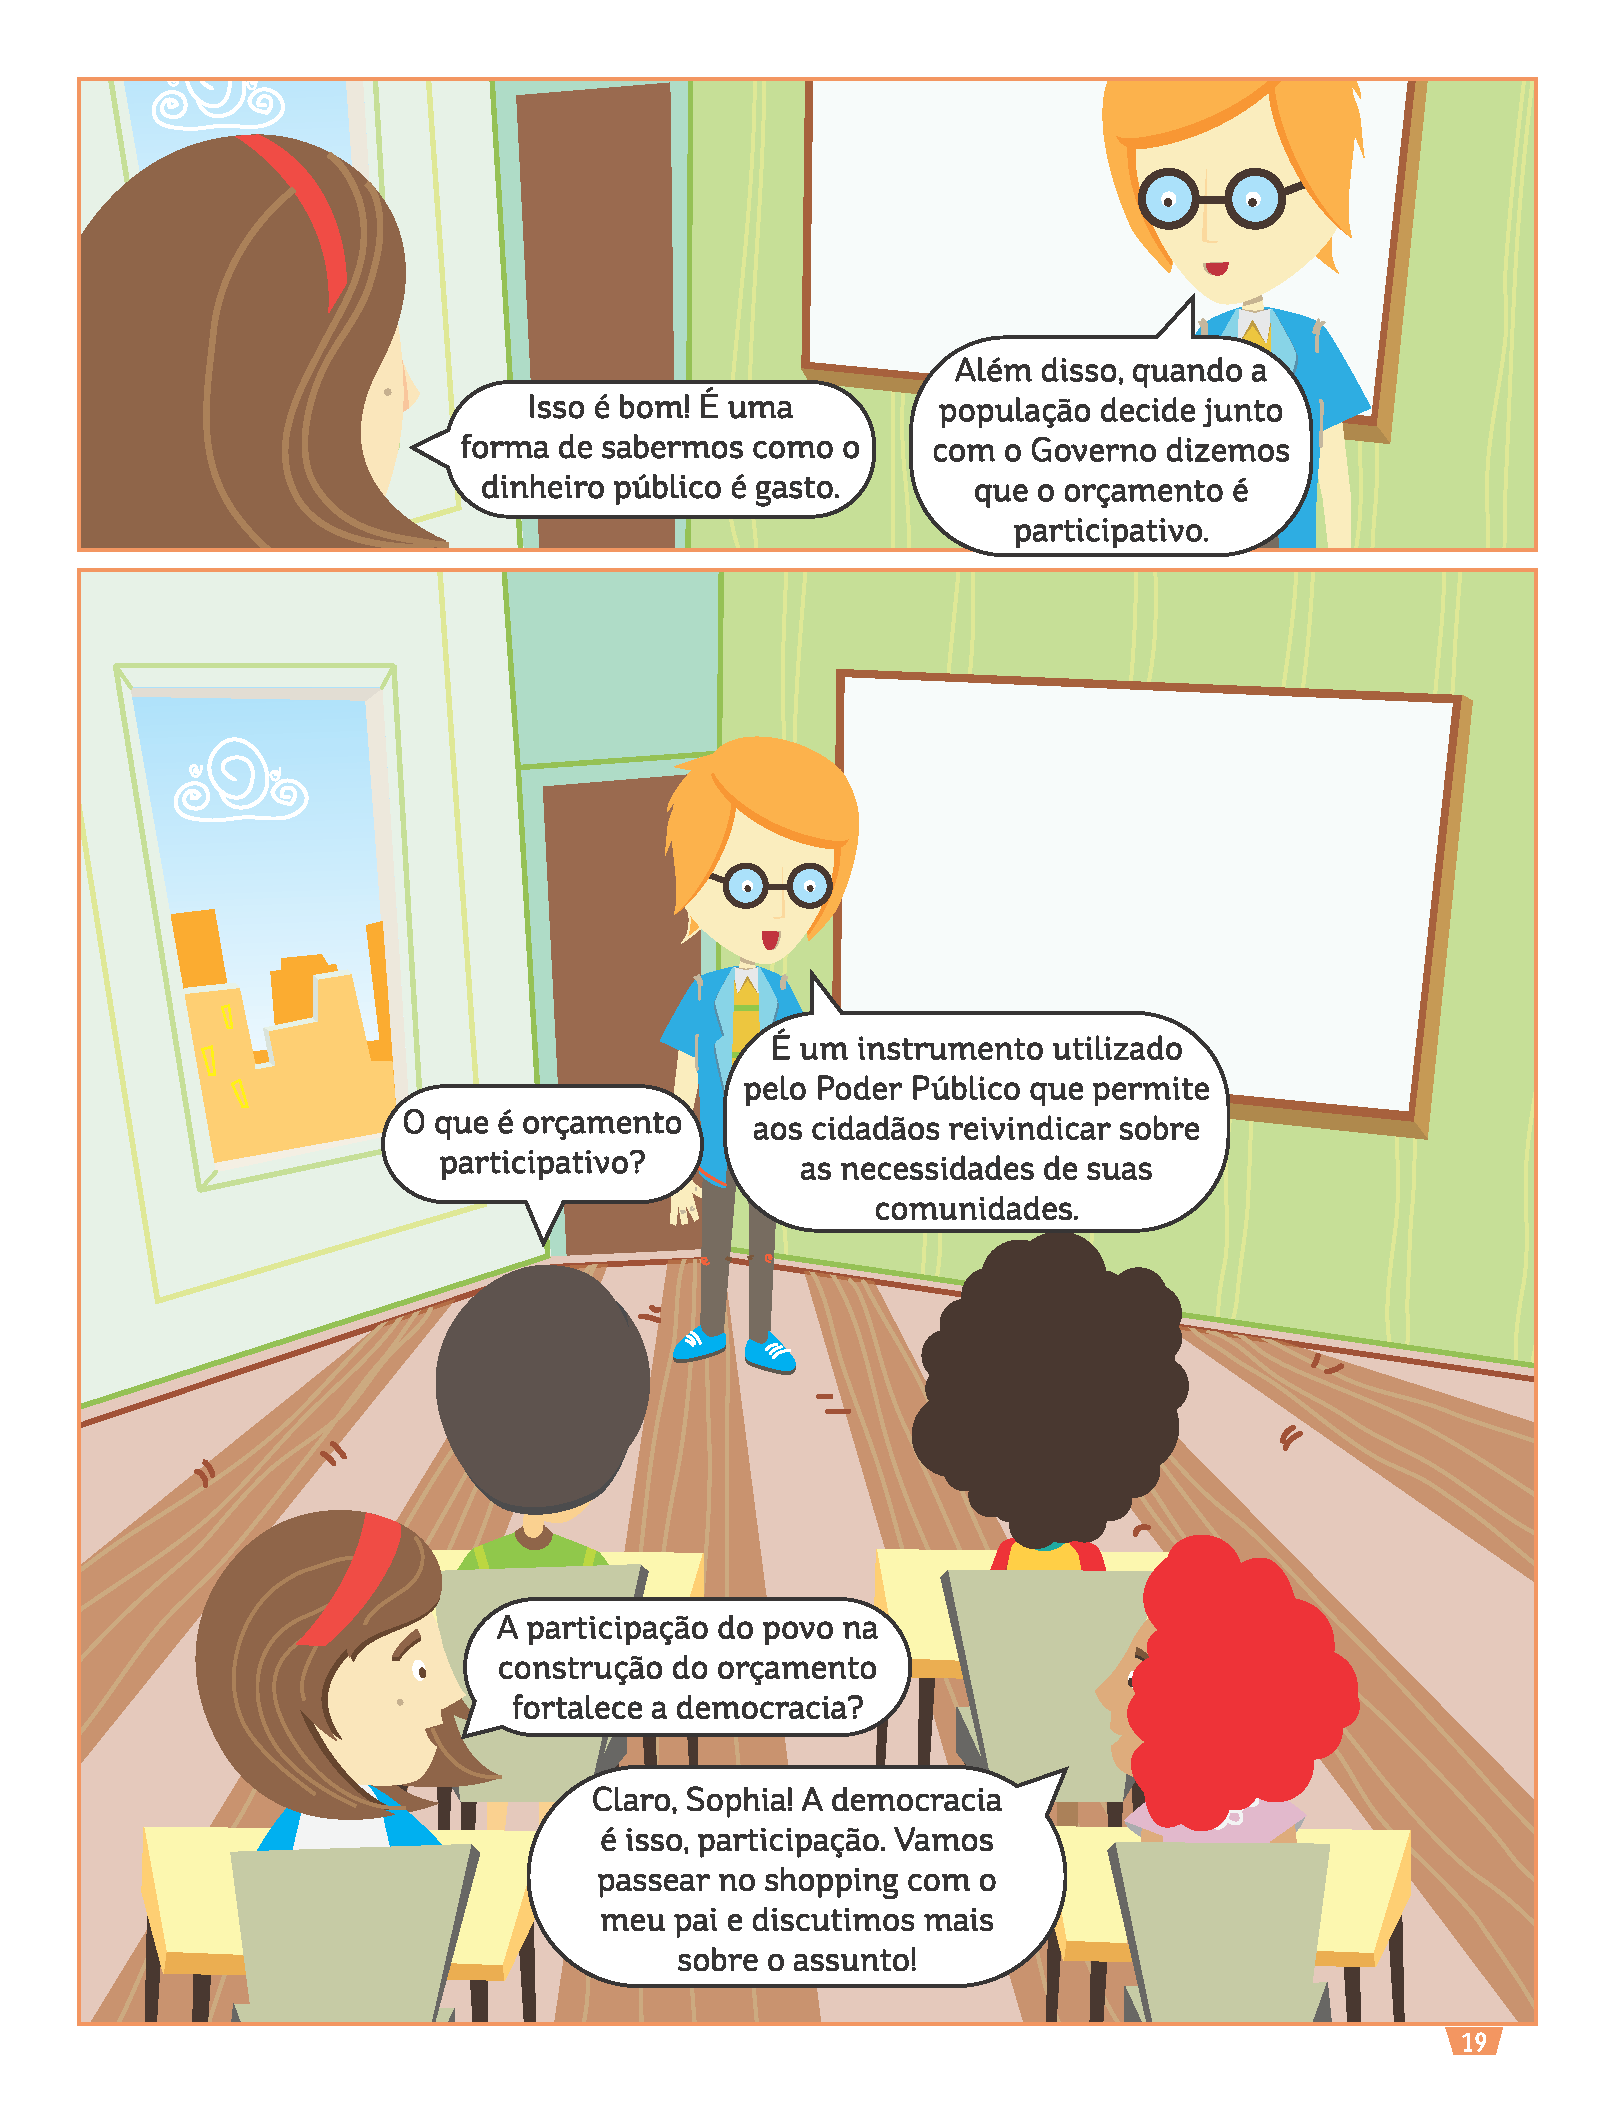 Isso é bom! É uma
forma de sabermos como o
dinheiro público é gasto.
Além disso, quando a
população decide junto
com o Governo dizemos
que o orçamento é
participativo.
O que é orçamento
participativo?
É um instrumento utilizado
pelo Poder Público que permite
aos cidadãos reivindicar sobre
as necessidades de suas
comunidades.
A participação do povo na
construção do orçamento
fortalece a democracia?
Claro, Sophia! A democracia
é isso, participação. Vamos
passear no shopping com o
meu pai e discutimos mais
sobre o assunto!
19